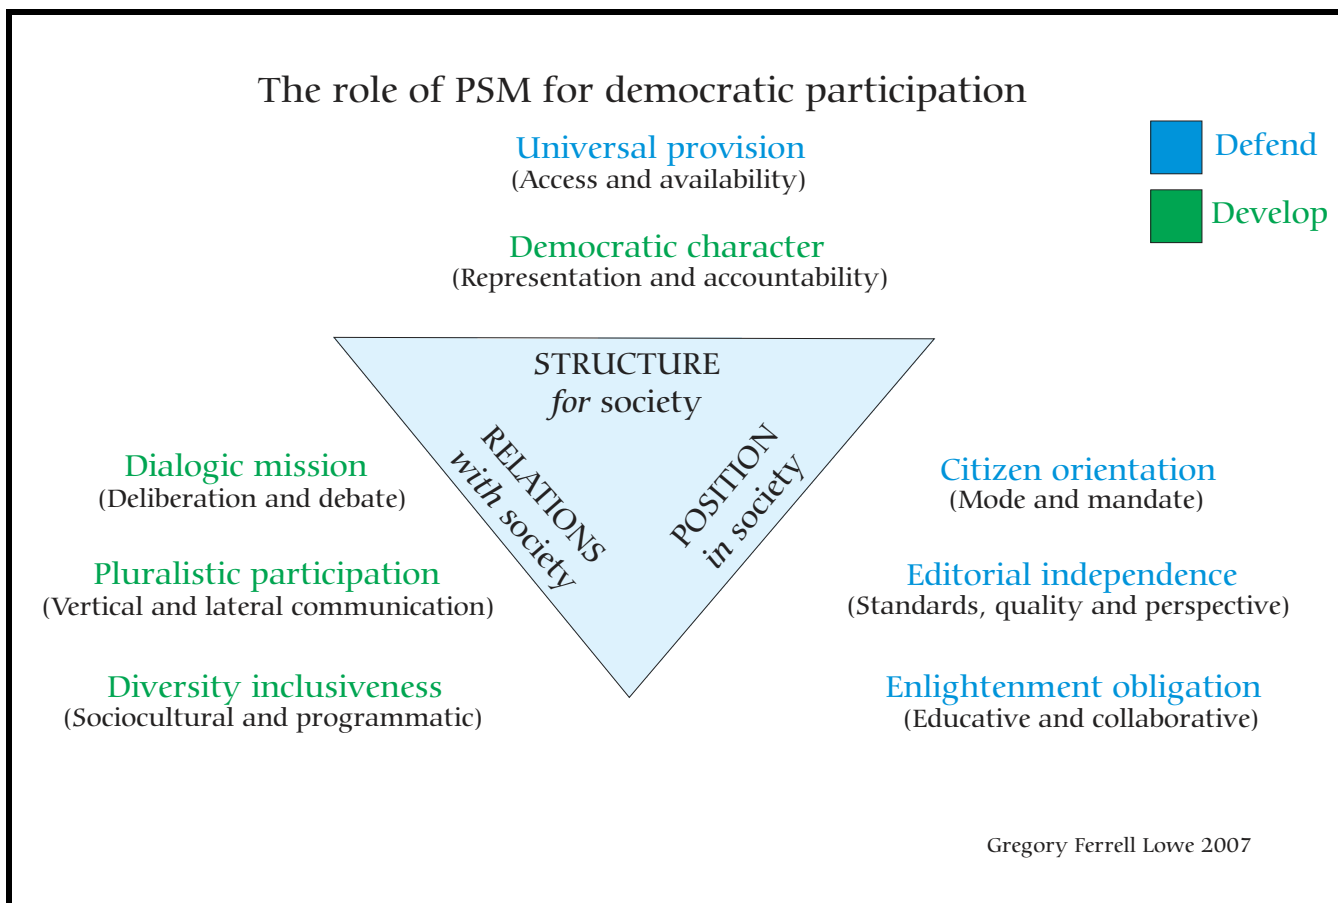 The role of PSM for democratic participation
Universal provision
(Access and availability)
Defend
Develop
Democratic character
(Representation and accountability)
STRUCTURE
for society
RELATIONS
with society
POSITION
in society
Dialogic mission
(Deliberation and debate)
Pluralistic participation
(Vertical and lateral communication)
Diversity inclusiveness
(Sociocultural and programmatic)
Citizen orientation
(Mode and mandate)
Editorial independence
(Standards, quality and perspective)
Enlightenment obligation
(Educative and collaborative)
Gregory Ferrell Lowe 2007